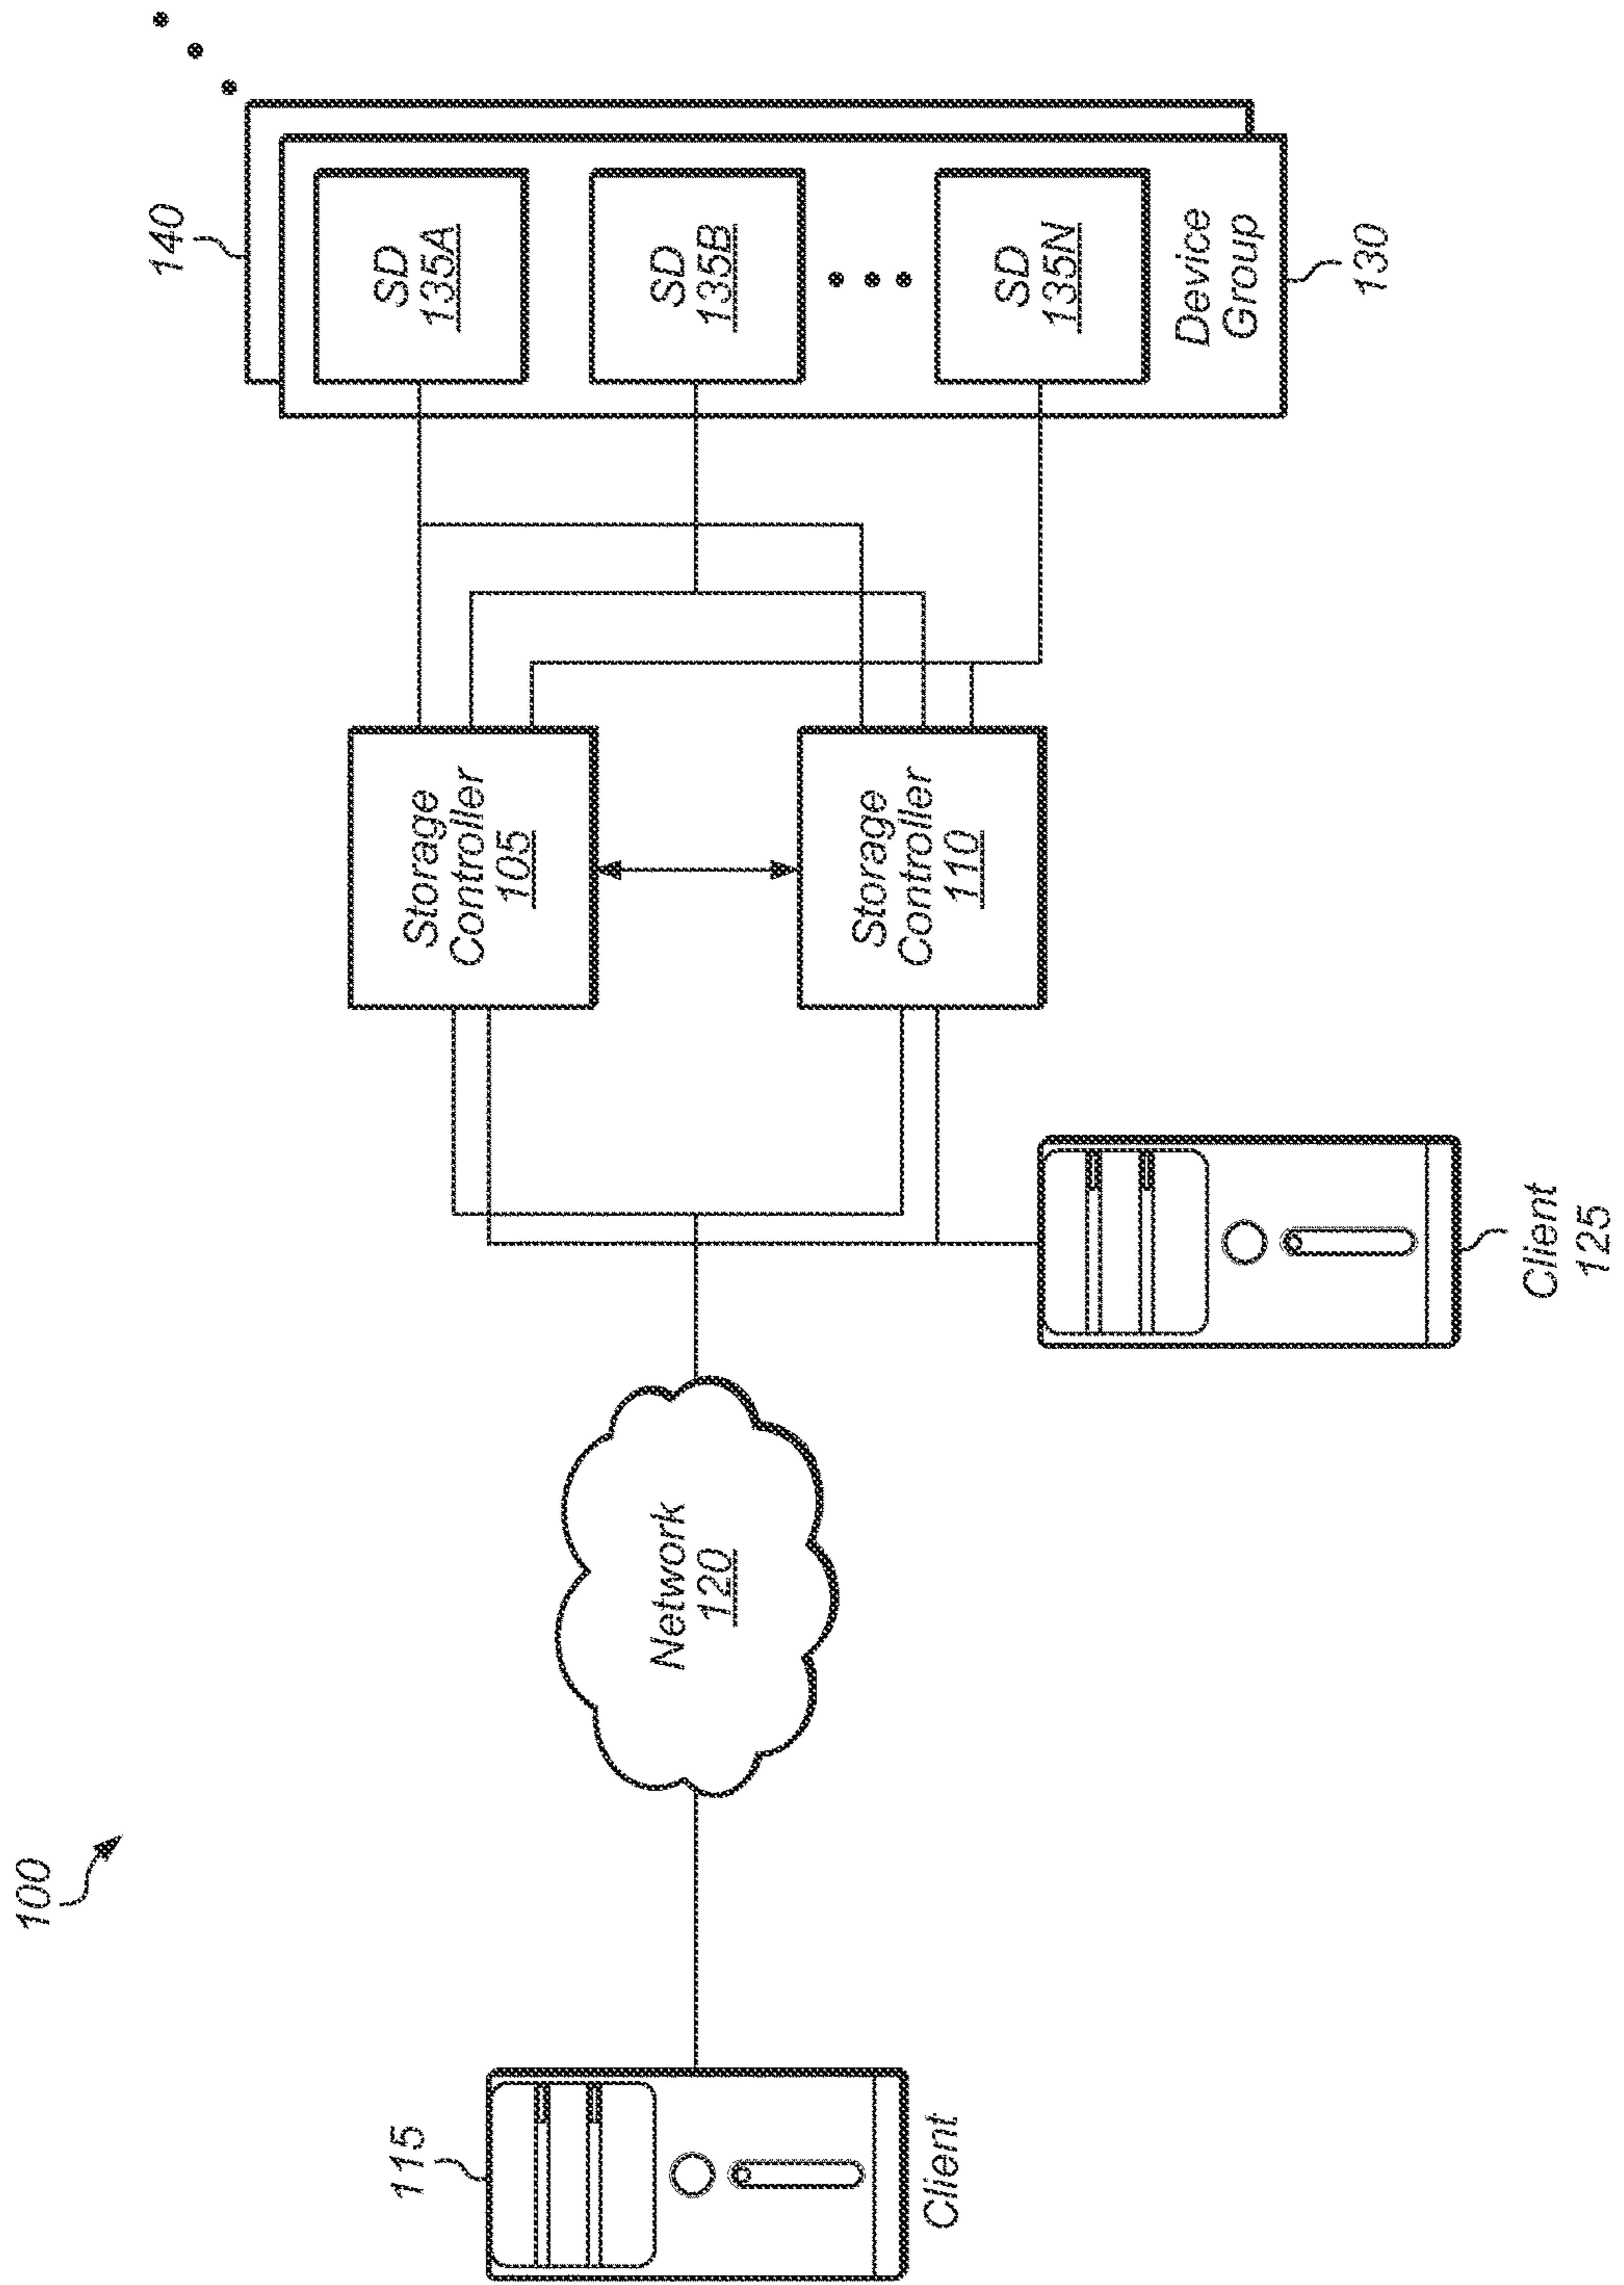 100
115
Client
Network
120
Client
125
Storage
Controller
105
Storage
Controller
110
140
SD
135A
SD
135B
SD
135N
Device
Group
130